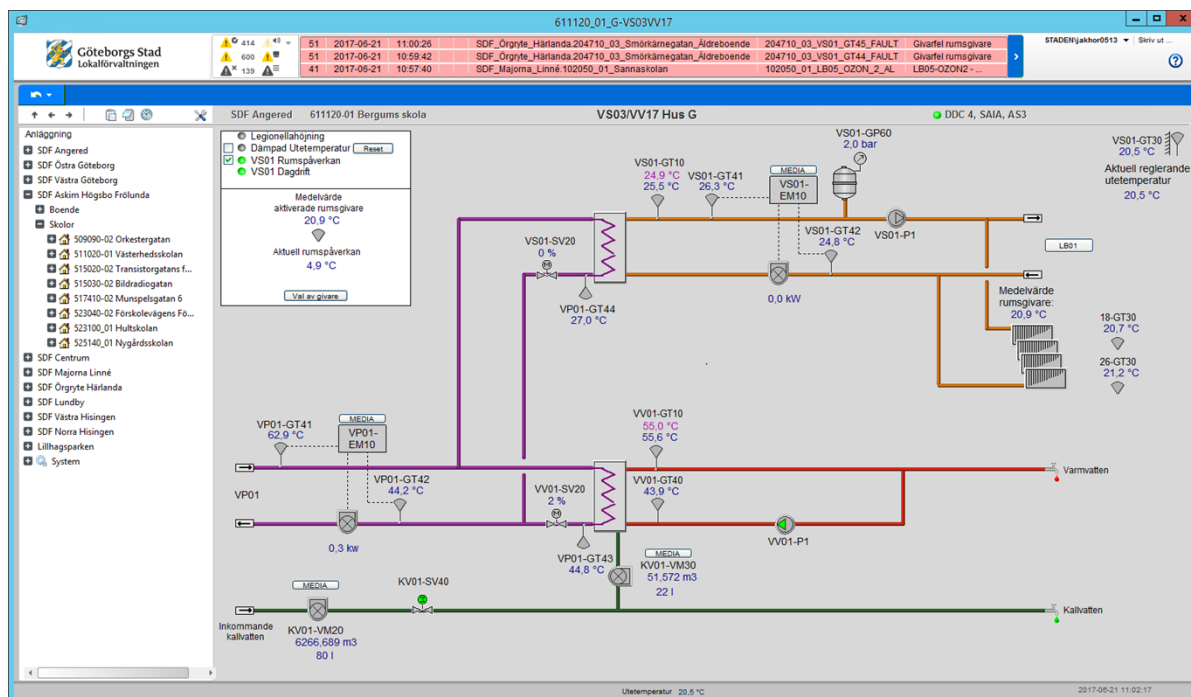 611120_01_G-VS03VV17
Göteborgs Stad
Lokalförvaltningen
414
600
139
51 2017-06-21 11:00:26 SDF_Örgryte_Härlanda.204710_03_Smörkärnegatan_Äldreboende 204710_03_VS01_GT45_FAULT Givarfel rumsgivare
51 2017-06-21 10:59:42 SDF_Örgryte_Härlanda.204710_03_Smörkärnegatan_Äldreboende 204710_03_VS01_GT44_FAULT Givarfel rumsgivare
41 2017-06-21 10:57:40 SDF_Majorna_Linné.102050_01_Sannaskolan 102050_01_LB05_OZON_2_AL LB05-OZON2 - ...
STADEN\jakhor0513
Skriv ut ...
Anläggning
SDF Angered
SDF Östra Göteborg
SDF Västra Göteborg
SDF Askim Högsbo Frölunda
Boende
Skolor
509090-02 Orkestergatan
511020-01 Västerhedsskolan
515020-02 Transistorgatans f...
515030-02 Bildradiogatan
517410-02 Munspelsgatan 6
523040-02 Förskolevägens Fö...
523100_01 Hultskolan
525140_01 Nygårdsskolan
SDF Centrum
SDF Majorna Linné
SDF Örgryte Härlanda
SDF Lundby
SDF Västra Hisingen
SDF Norra Hisingen
Lillhagsparken
System
SDF Angered 611120-01 Bergums skola
VS03/VV17 Hus G
DDC 4, SAIA, AS3
Legionellahöjning
Dämpad Utetemperatur Reset
VS01 Rumspåverkan
VS01 Dagdrift
Medelvärde
aktiverade rumsgivare
20,9 °C
Aktuell rumspåverkan
4,9 °C
Val av givare
VS01-GT10
24,9 °C
25,5 °C
VS01-GT41
26,3 °C
MEDIA
VS01-
EM10
VS01-GP60
2,0 bar
VS01-P1
VS01-GT42
24,8 °C
VS01-GT30
20,5 °C
Aktuell reglerande
utetemperatur
20,5 °C
LB01
VS01-SV20
0 %
M
VP01-GT44
27,0 °C
0,0 kW
Medelvärde
rumsgivare:
20,9 °C
18-GT30
20,7 °C
26-GT30
21,2 °C
VP01-GT41
62,9 °C
MEDIA
VP01-
EM10
VP01-GT42
44,2 °C
VP01
0,3 kw
VV01-SV20
2 %
M
VP01-GT43
44,8 °C
VV01-GT10
55,0 °C
55,6 °C
VV01-GT40
43,9 °C
VV01-P1
Varmvatten
MEDIA
KV01-VM30
51,572 m3
22 l
MEDIA
KV01-SV40
Inkommande
kallvatten
KV01-VM20
6266,689 m3
80 l
Kallvatten
Utetemperatur 20,5 °C
2017-06-21 11:02:17